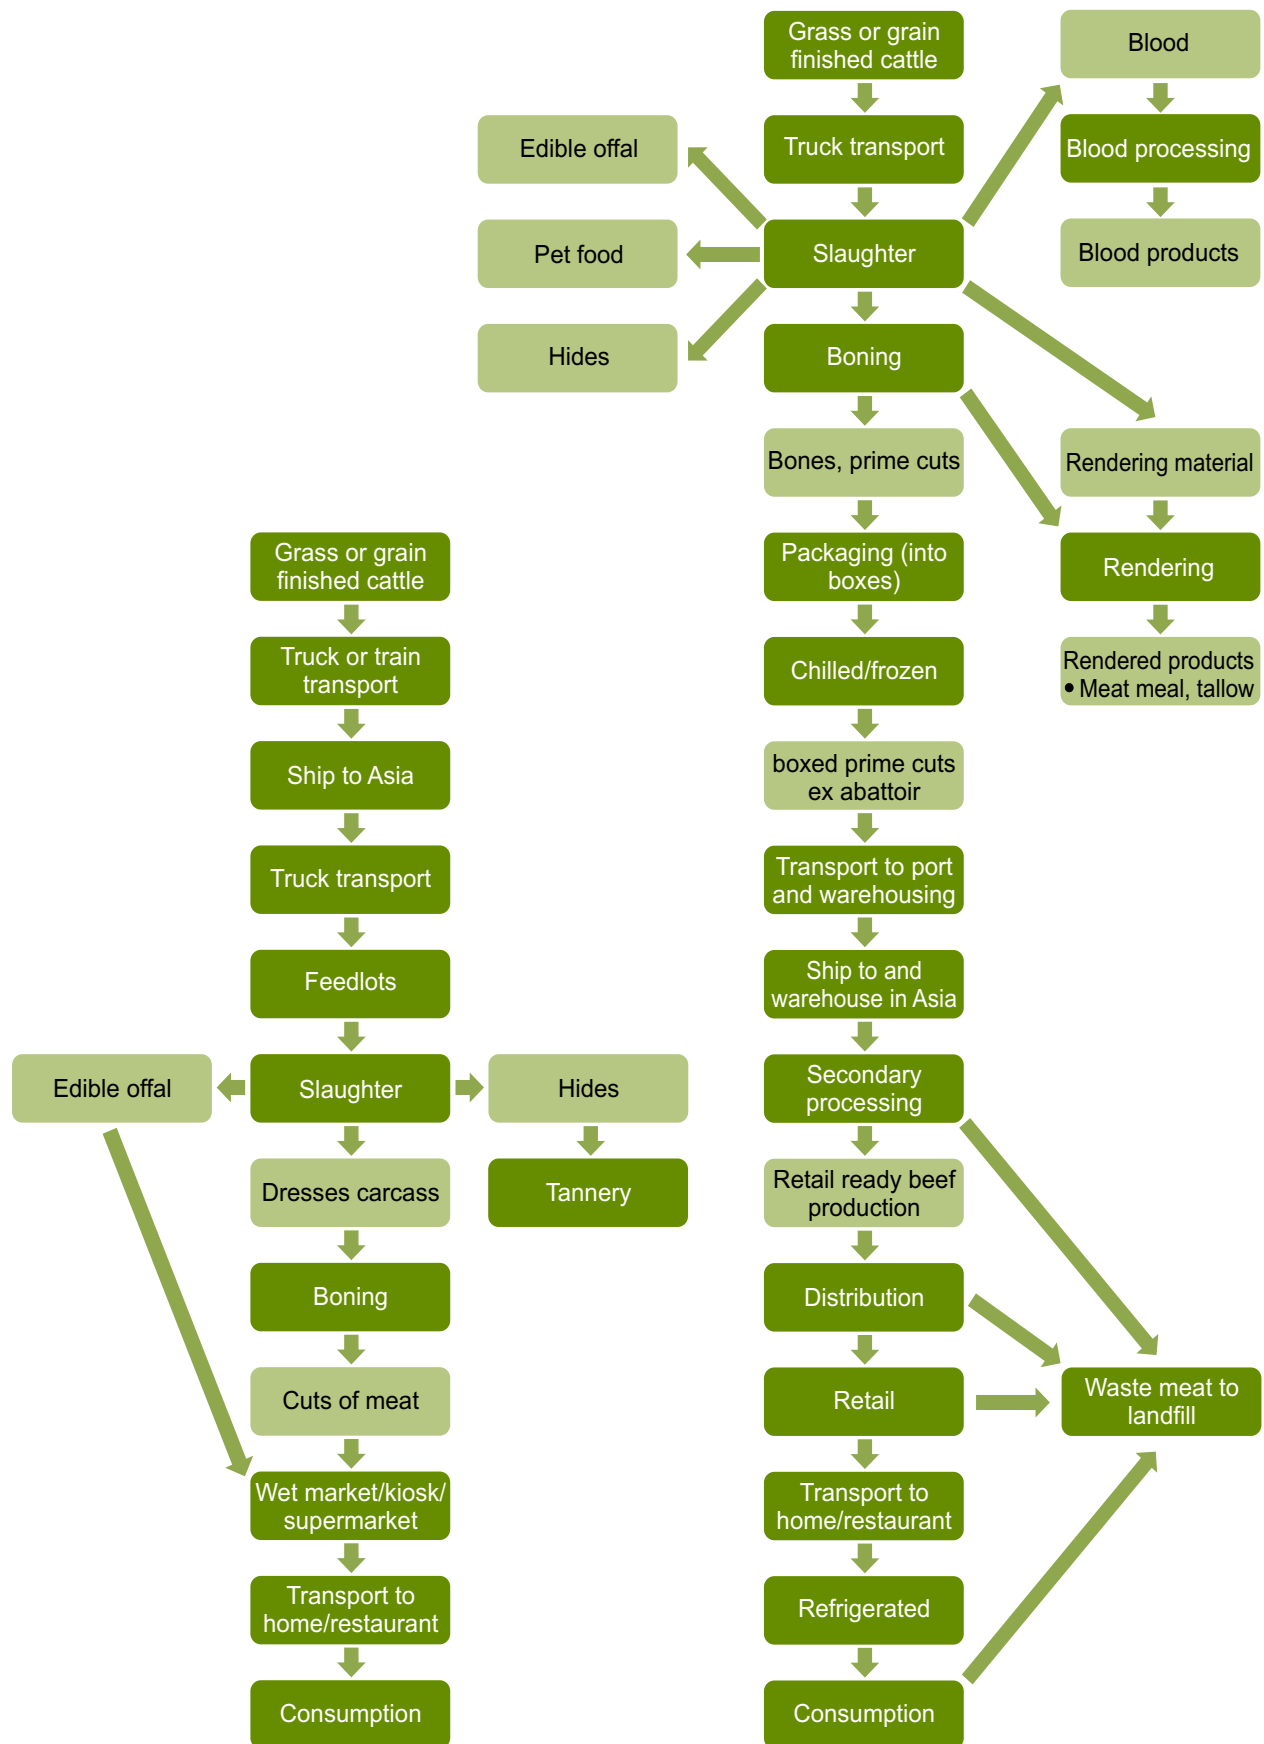 Grass or grain
finished cattle
Truck or train
transport
Ship to Asia
Truck transport
Feedlots
Edible offal
Slaughter
Hides
Dresses carcass
Tannery
Boning
Cuts of meat
Wet market/kiosk/
supermarket
Transport to
home/restaurant
Consumption
Grass or grain
finished cattle
Blood
Edible offal
Truck transport
Blood processing
Pet food
Slaughter
Blood products
Hides
Boning
Bones, prime cuts
Rendering material
Packaging (into
boxes)
Rendering
Chilled/frozen
Rendered products
• Meat meal, tallow
boxed prime cuts
ex abattoir
Transport to port
and warehousing
Ship to and
warehouse in Asia
Secondary
processing
Retail ready beef
production
Distribution
Retail
Waste meat to
landfill
Transport to
home/restaurant
Refrigerated
Consumption